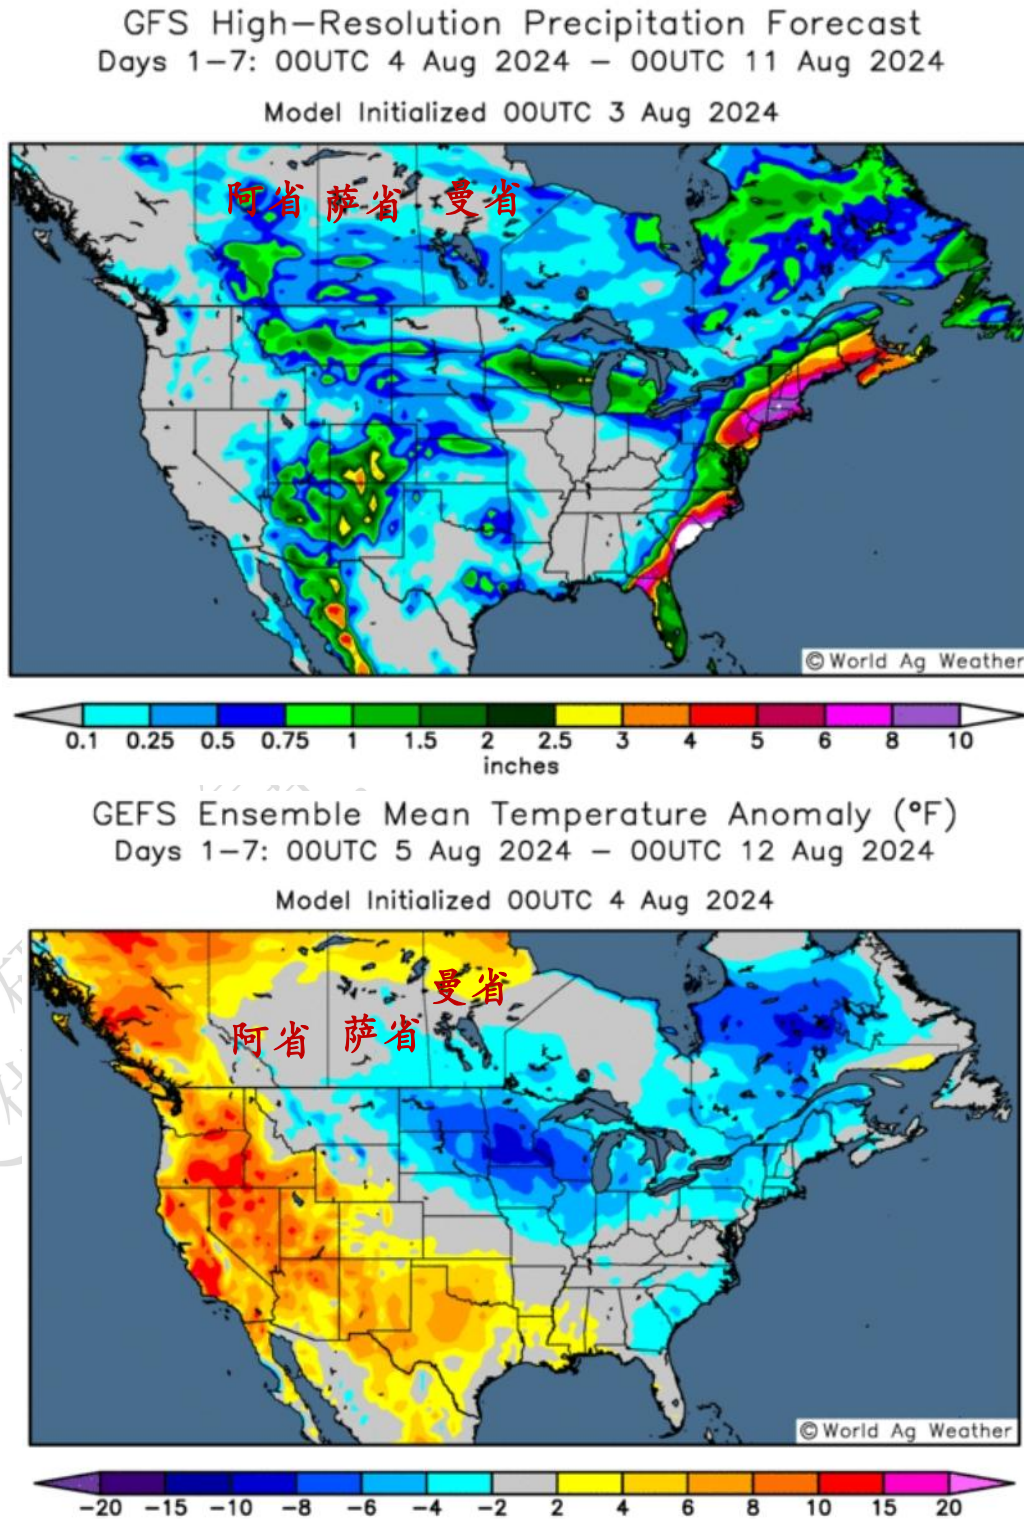 GFS High-Resolution Precipitation Forecast
Days 1-7: 00UTC 4 Aug 2024 - 00UTC 11 Aug 2024
Model Initialized 00UTC 3 Aug 2024
阿省 萨省 曼省
©World Ag Weather
0.1 0.25 0.5 0.75 1 1.5 2 2.5 3 4 5 6 8 10
inches
GEFS Ensemble Mean Temperature Anomaly (°F)
Days 1-7: 00UTC 5 Aug 2024 - 00UTC 12 Aug 2024
Model Initialized 00UTC 4 Aug 2024
曼省
阿省 萨省
©World Ag Weather
-20 -15 -10 -8 -6 -4 -2 2 4 6 8 10 15 20